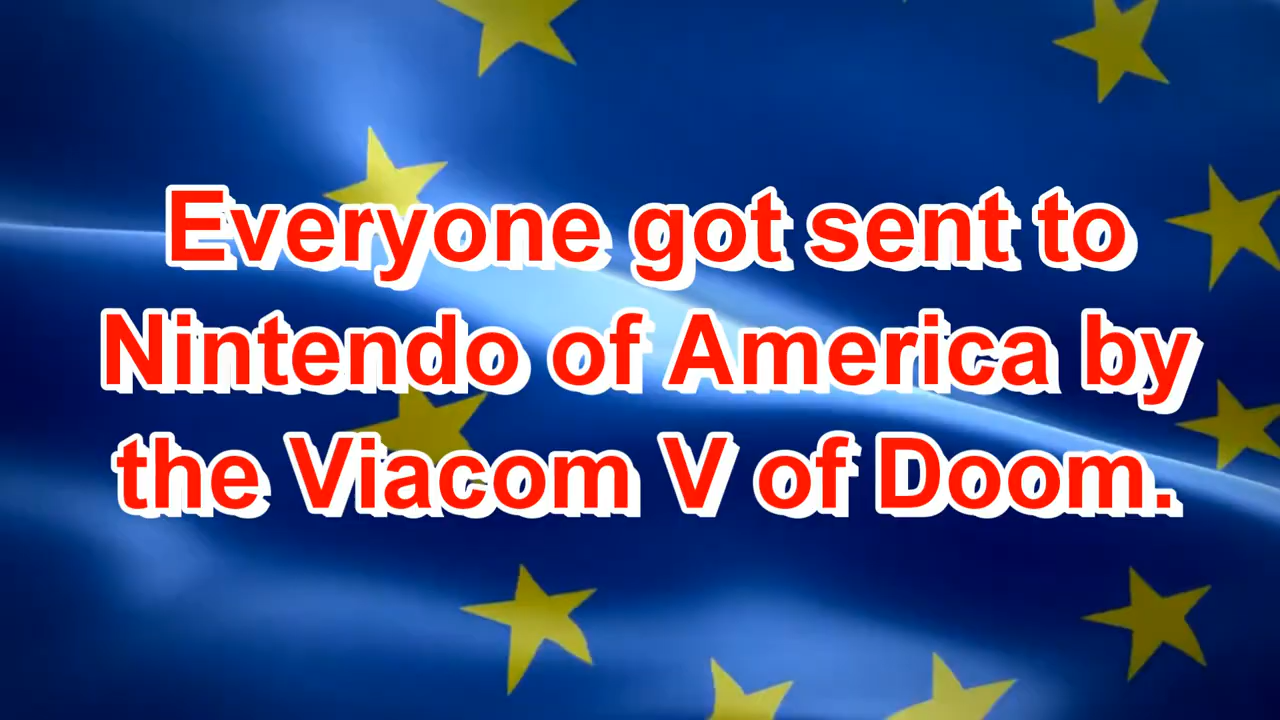 Everyone got sent to
Nintendo of America by
the Viacom V of Doom.